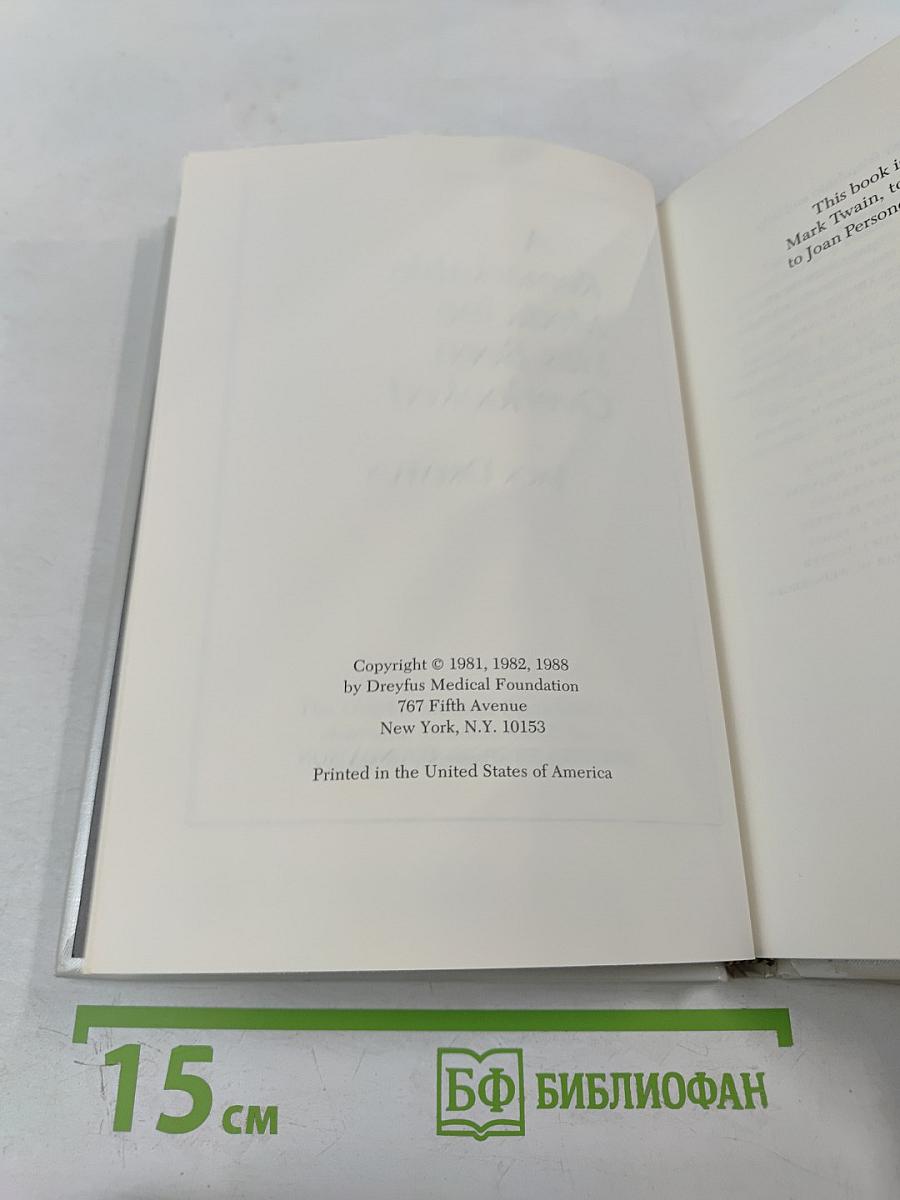 Copyright © 1981, 1982, 1988
by Dreyfus Medical Foundation
767 Fifth Avenue
New York, N.Y. 10153
Printed in the United States of America
This book
Mark Twain,
to Joan
15 см
БФ БИБЛИОФАН